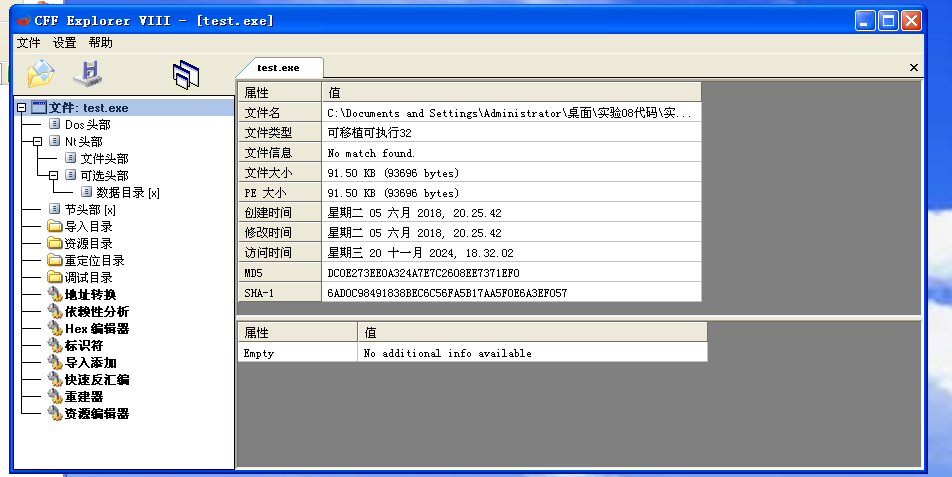 CFF Explorer VIII - [test.exe]
文件 设置 帮助
test.exe
文件: test.exe
Dos头部
Nt头部
文件头部
可选头部
数据目录 [x]
节头部 [x]
导入目录
资源目录
重定位目录
调试目录
地址转换
依赖性分析
Hex 编辑器
标识符
导入添加
快速反汇编
重建器
资源编辑器
属性 值
文件名 C:\Documents and Settings\Administrator\桌面\实验08代码\实...
文件类型 可移植可执行32
文件信息 No match found.
文件大小 91.50 KB (93696 bytes)
PE 大小 91.50 KB (93696 bytes)
创建时间 星期二 05 六月 2018, 20.25.42
修改时间 星期二 05 六月 2018, 20.25.42
访问时间 星期三 20 十一月 2024, 18.32.02
MD5 DC0E273EE0A324A7E7C2608EE7371EF0
SHA-1 6AD0C98491838BEC6C56FA5B17AA5F0E6A3EF057
属性 值
Empty No additional info available